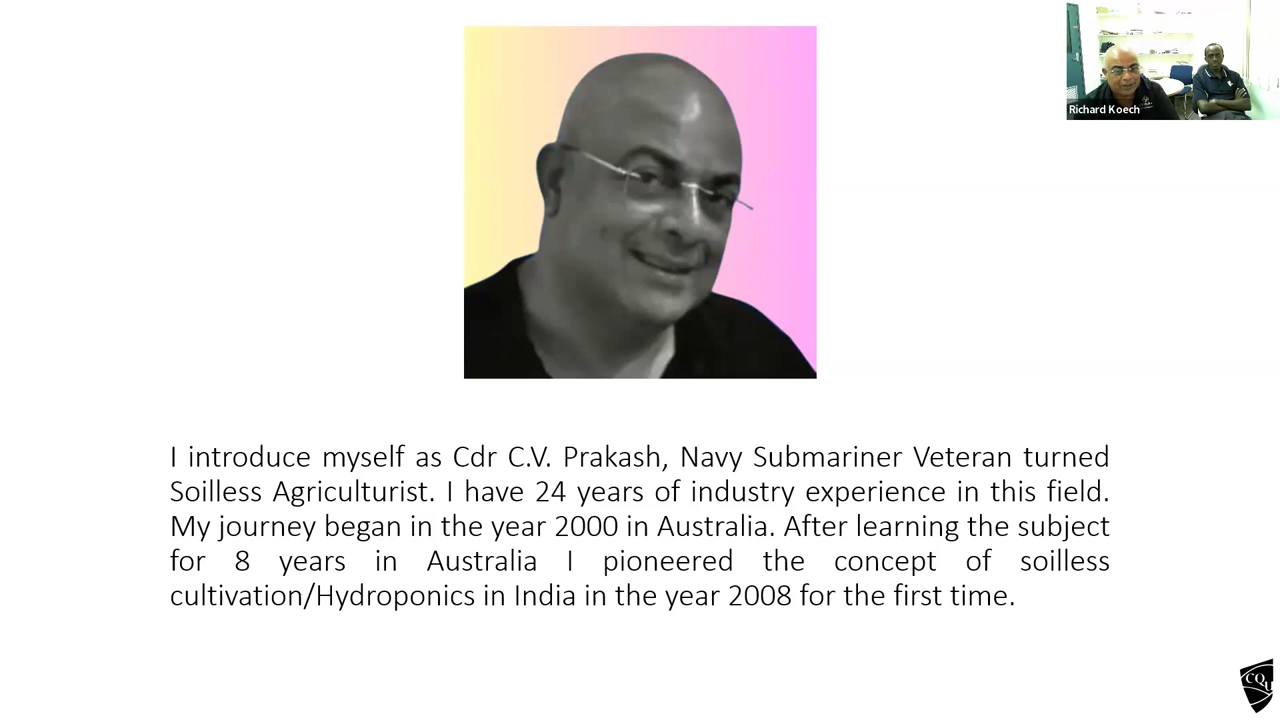 Richard Koech
I introduce myself as Cdr C.V. Prakash, Navy Submariner Veteran turned
Soilless Agriculturist. I have 24 years of industry experience in this field.
My journey began in the year 2000 in Australia. After learning the subject
for 8 years in Australia I pioneered the concept of soilless
cultivation/Hydroponics in India in the year 2008 for the first time.
CQU